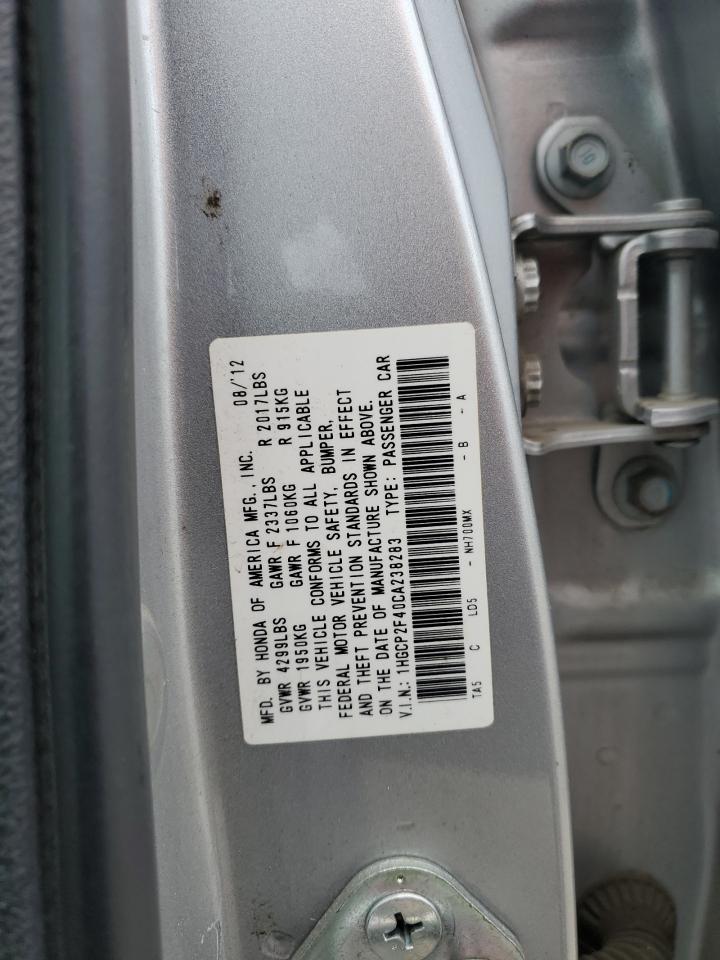 MFD. BY HONDA OF AMERICA MFG., INC. 08/'12
GVWR 4299LBS GAWR F 2337LBS R 2017LBS
GVWR 1950KG GAWR F 1060KG R 915KG
THIS VEHICLE CONFORMS TO ALL APPLICABLE
FEDERAL MOTOR VEHICLE SAFETY, BUMPER,
AND THEFT PREVENTION STANDARDS IN EFFECT
ON THE DATE OF MANUFACTURE SHOWN ABOVE.
V.I.N.: 1HGCP2F40CA238283 TYPE: PASSENGER CAR
TA5 C LD5 - NH700MX - B - A
10